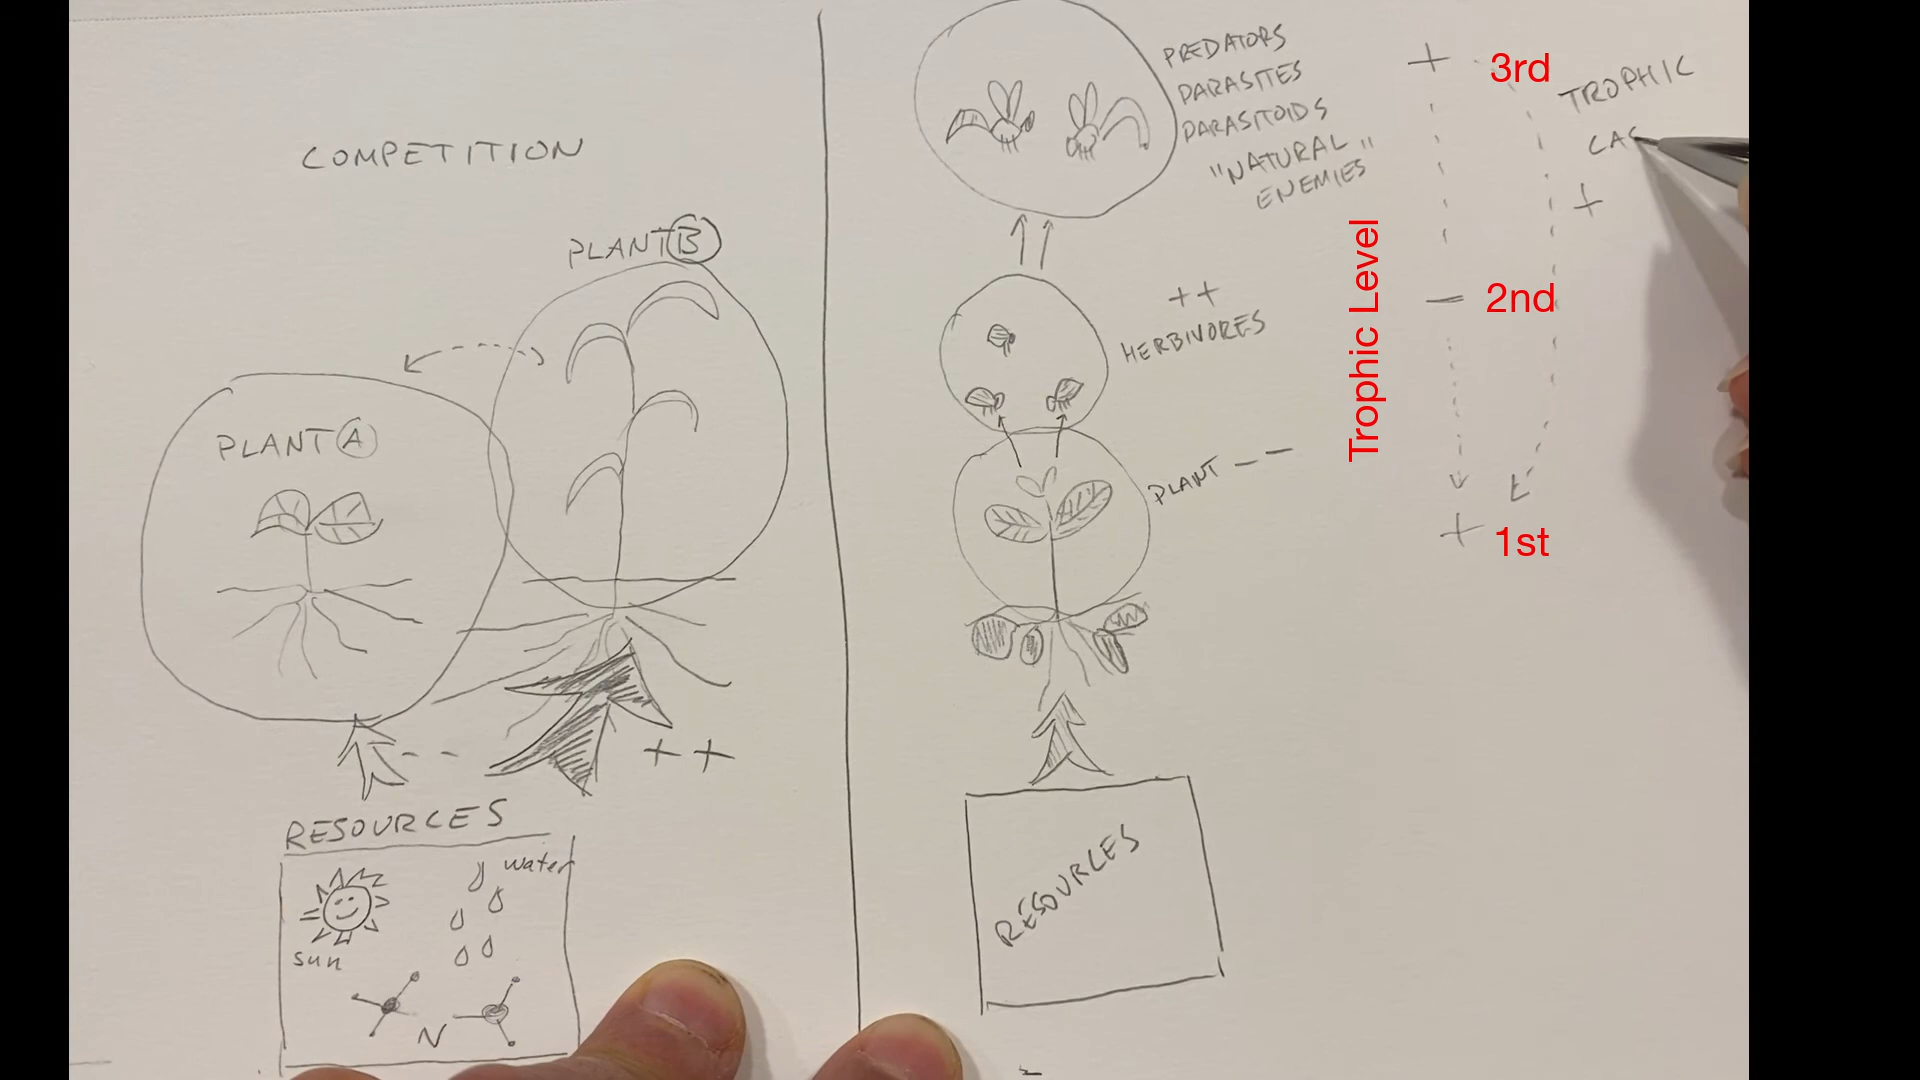 COMPETITION
PLANT B
PLANT A
- -
+ +
RESOURCES
sun
water
N
PREDATORS
PARASITES
PARASITOIDS
"NATURAL"
ENEMIES
+ +
HERBIVORES
PLANT - -
RESOURCES
Trophic Level
+ 3rd
- 2nd
+ 1st
TROPHIC
CAS
+